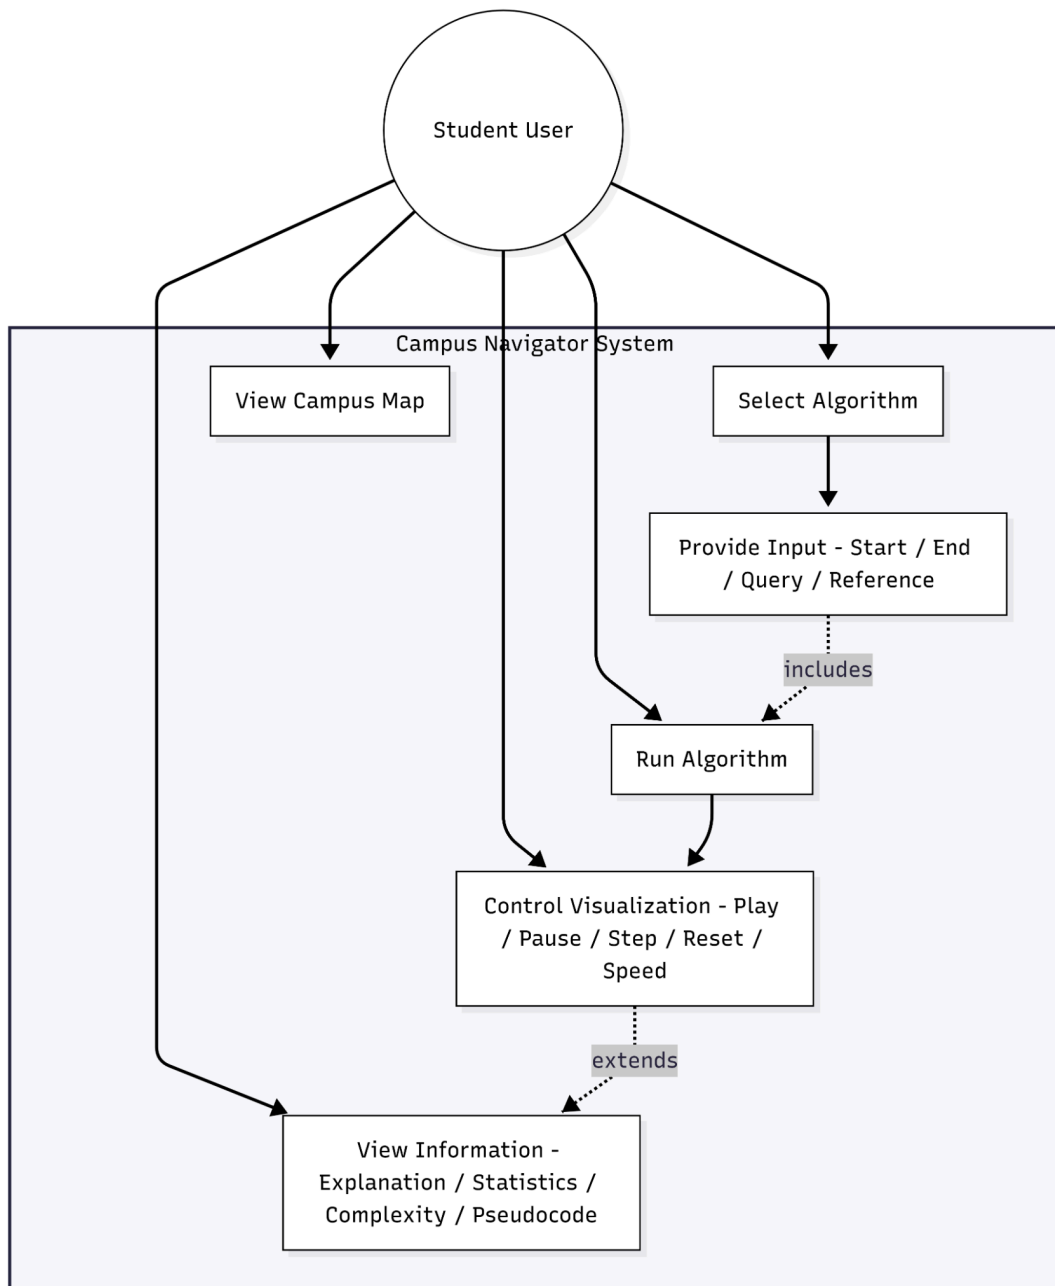 Student User
Campus Navigator System
View Campus Map
Select Algorithm
Provide Input - Start / End
/ Query / Reference
includes
Run Algorithm
Control Visualization - Play
/ Pause / Step / Reset /
Speed
extends
View Information -
Explanation / Statistics /
Complexity / Pseudocode